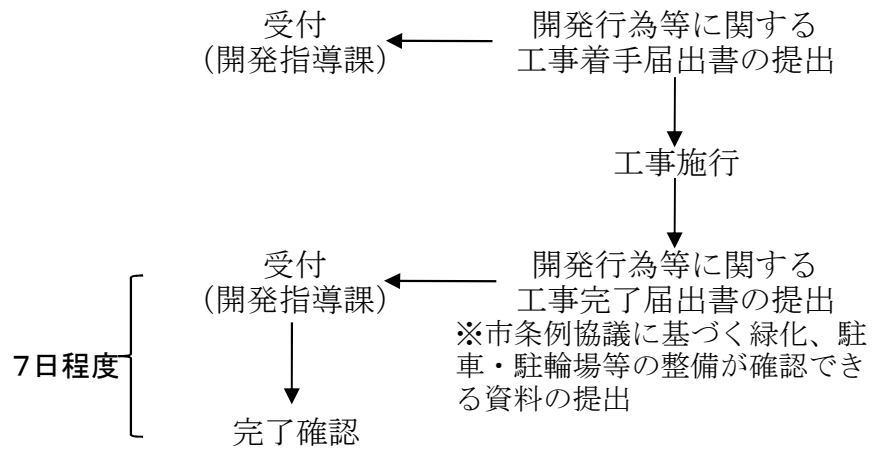 受付
(開発指導課)
開発行為等に関する
工事着手届出書の提出
工事施行
受付
(開発指導課)
開発行為等に関する
工事完了届出書の提出
※市条例協議に基づく緑化、駐
車・駐輪場等の整備が確認でき
る資料の提出
7日程度
完了確認